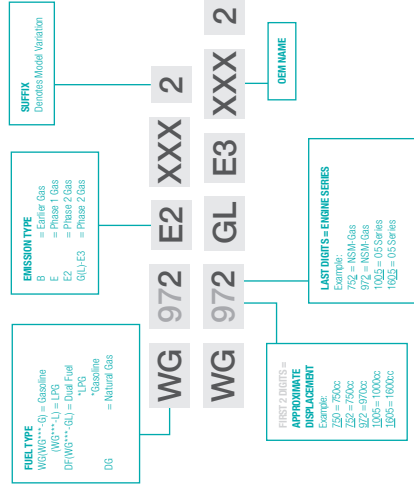 FUEL TYPE
WG(WG***-G) = Gasoline
(WG***-L) = LPG
DF(WG***-GL) = Dual Fuel
*LPG
*Gasoline
DG = Natural Gas
EMISSION TYPE
B = Earlier Gas
E = Phase 1 Gas
E2 = Phase 2 Gas
G(L)-E3 = Phase 2 Gas
SUFFIX
Denotes Model Variation
WG 972 E2 XXX 2
WG 972 GL E3 XXX 2
FIRST 2 DIGITS =
APPROXIMATE
DISPLACEMENT
Example:
750 = 750cc
752 = 750cc
972 = 970cc
1005 = 1000cc
1605 = 1600cc
LAST DIGITS = ENGINE SERIES
Example:
752 = NSM-Gas
972 = NSM-Gas
1005 = 05 Series
1605 = 05 Series
OEM NAME